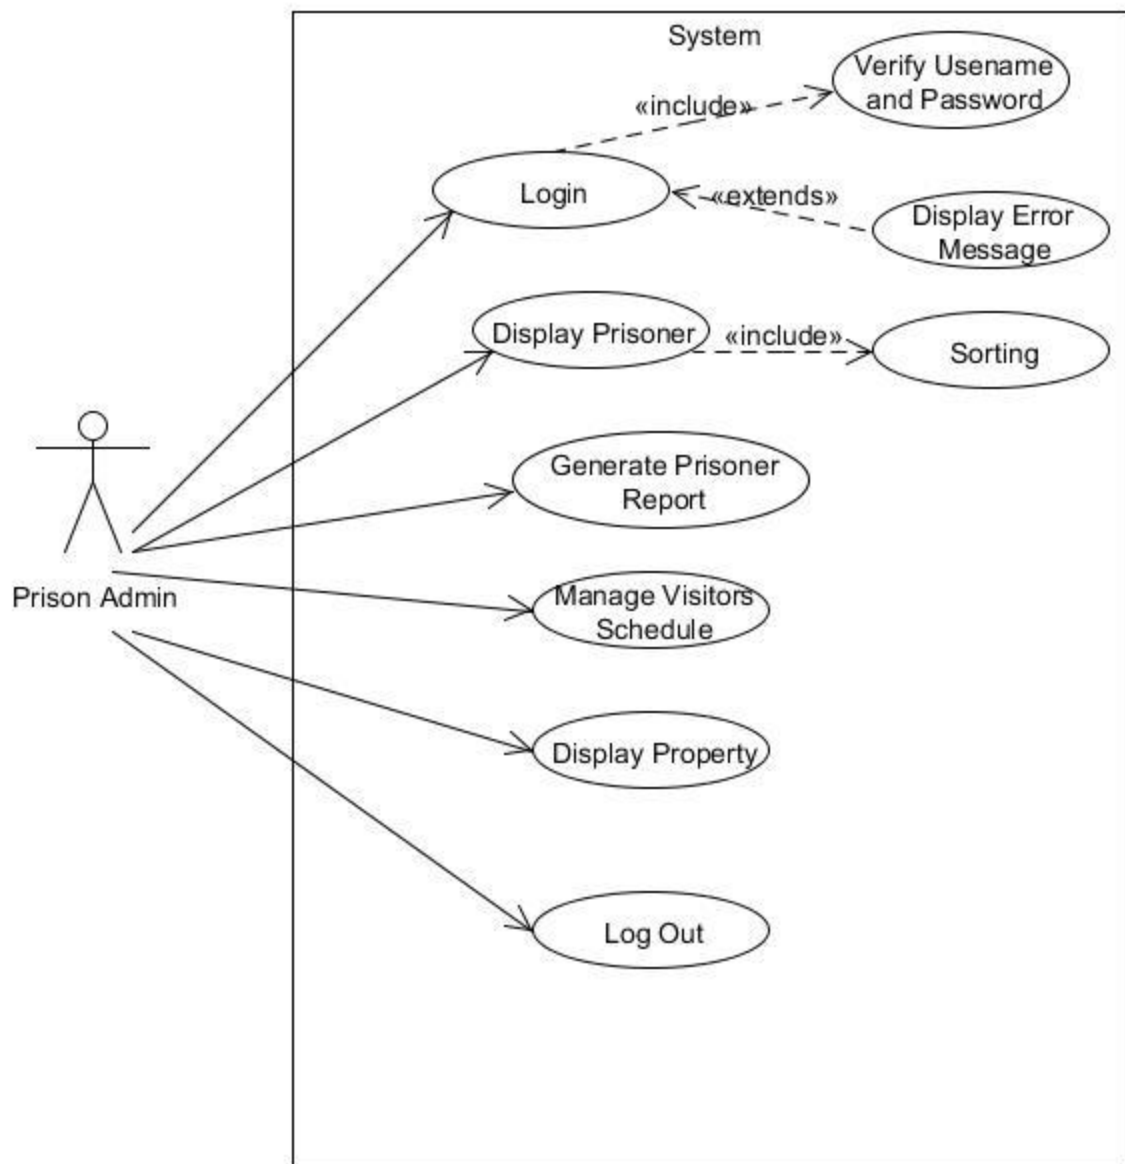 System
Verify Usename
and Password
«include»
Login
«extends»
Display Error
Message
Display Prisoner
«include»
Sorting
Generate Prisoner
Report
Prison Admin
Manage Visitors
Schedule
Display Property
Log Out